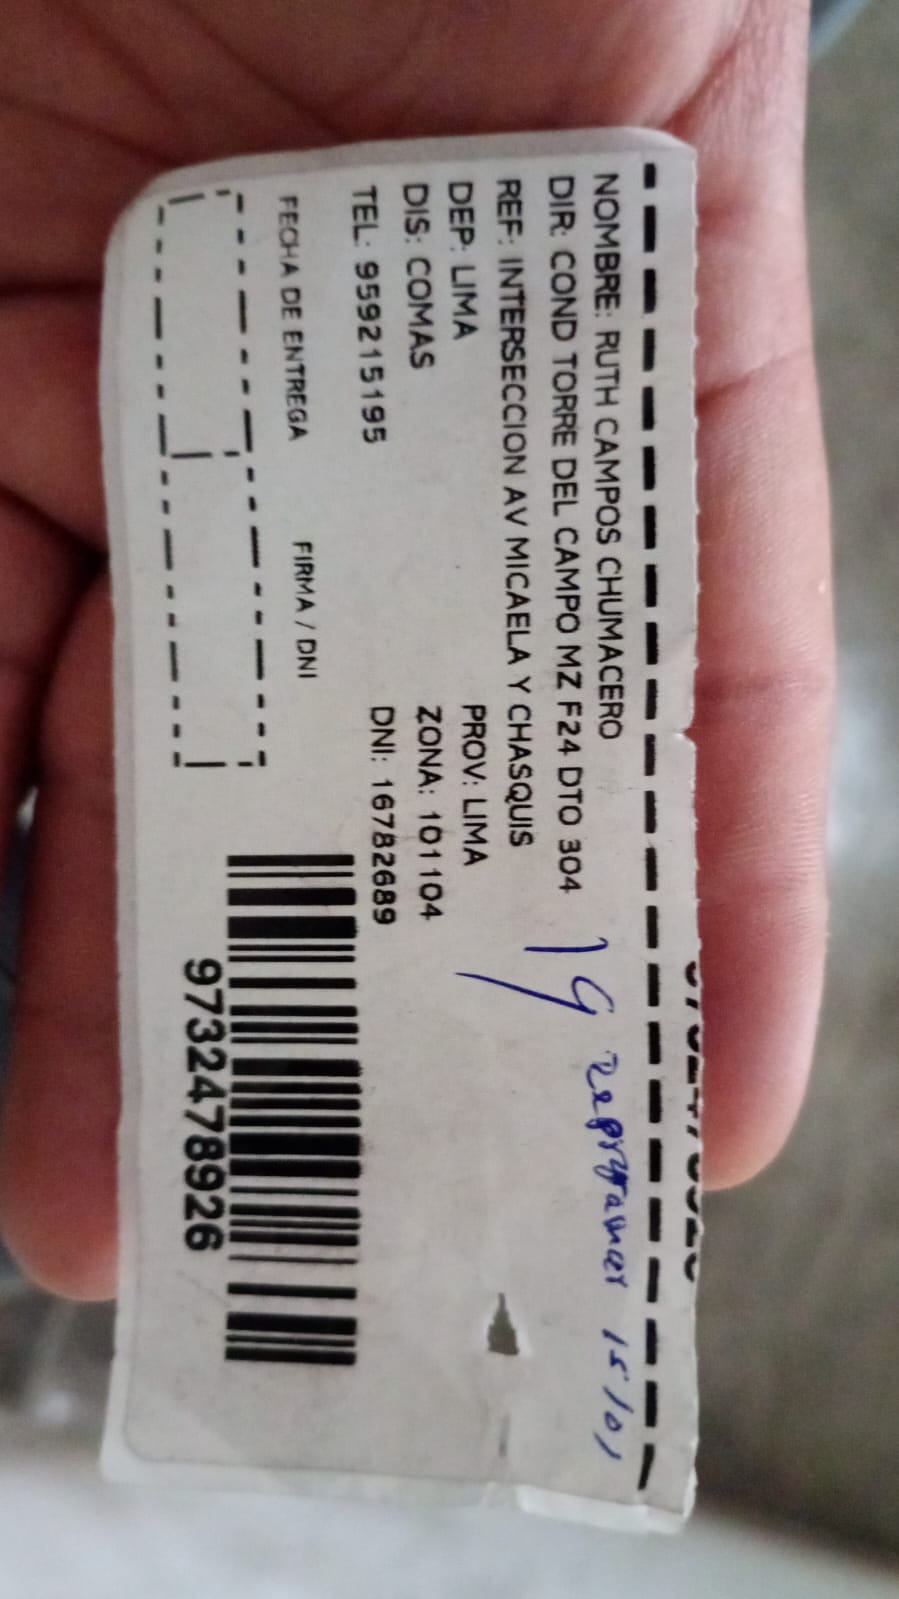 NOMBRE: RUTH CAMPOS CHUMACERO
DIR: COND TORRE DEL CAMPO MZ F24 DTO 304
REF: INTERSECCION AV MICAELA Y CHASQUIS
DEP: LIMA PROV: LIMA
DIS: COMAS ZONA: 101104
TEL: 959215195 DNI: 16782689
FECHA DE ENTREGA FIRMA / DNI
9732478926
reprogramar 15/01